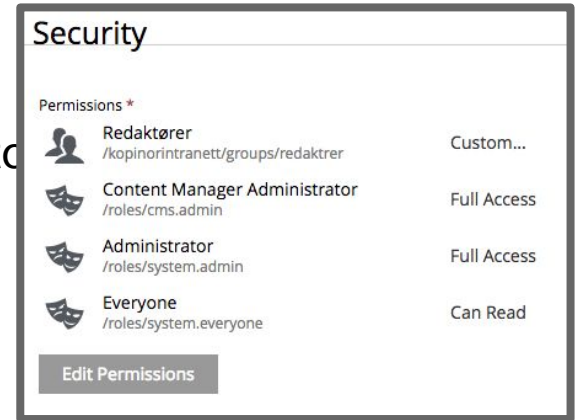 Security
Permissions *
Redaktører
/kopinorintranett/groups/redaktrer
Custom...
Content Manager Administrator
/roles/cms.admin
Full Access
Administrator
/roles/system.admin
Full Access
Everyone
/roles/system.everyone
Can Read
Edit Permissions